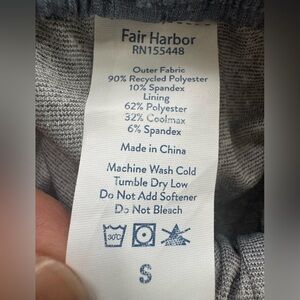 Fair Harbor
RN155448
Outer Fabric
90% Recycled Polyester
10% Spandex
Lining
62% Polyester
32% Coolmax
6% Spandex
Made in China
Machine Wash Cold
Tumble Dry Low
Do Not Add Softener
Do Not Bleach
30°C
S